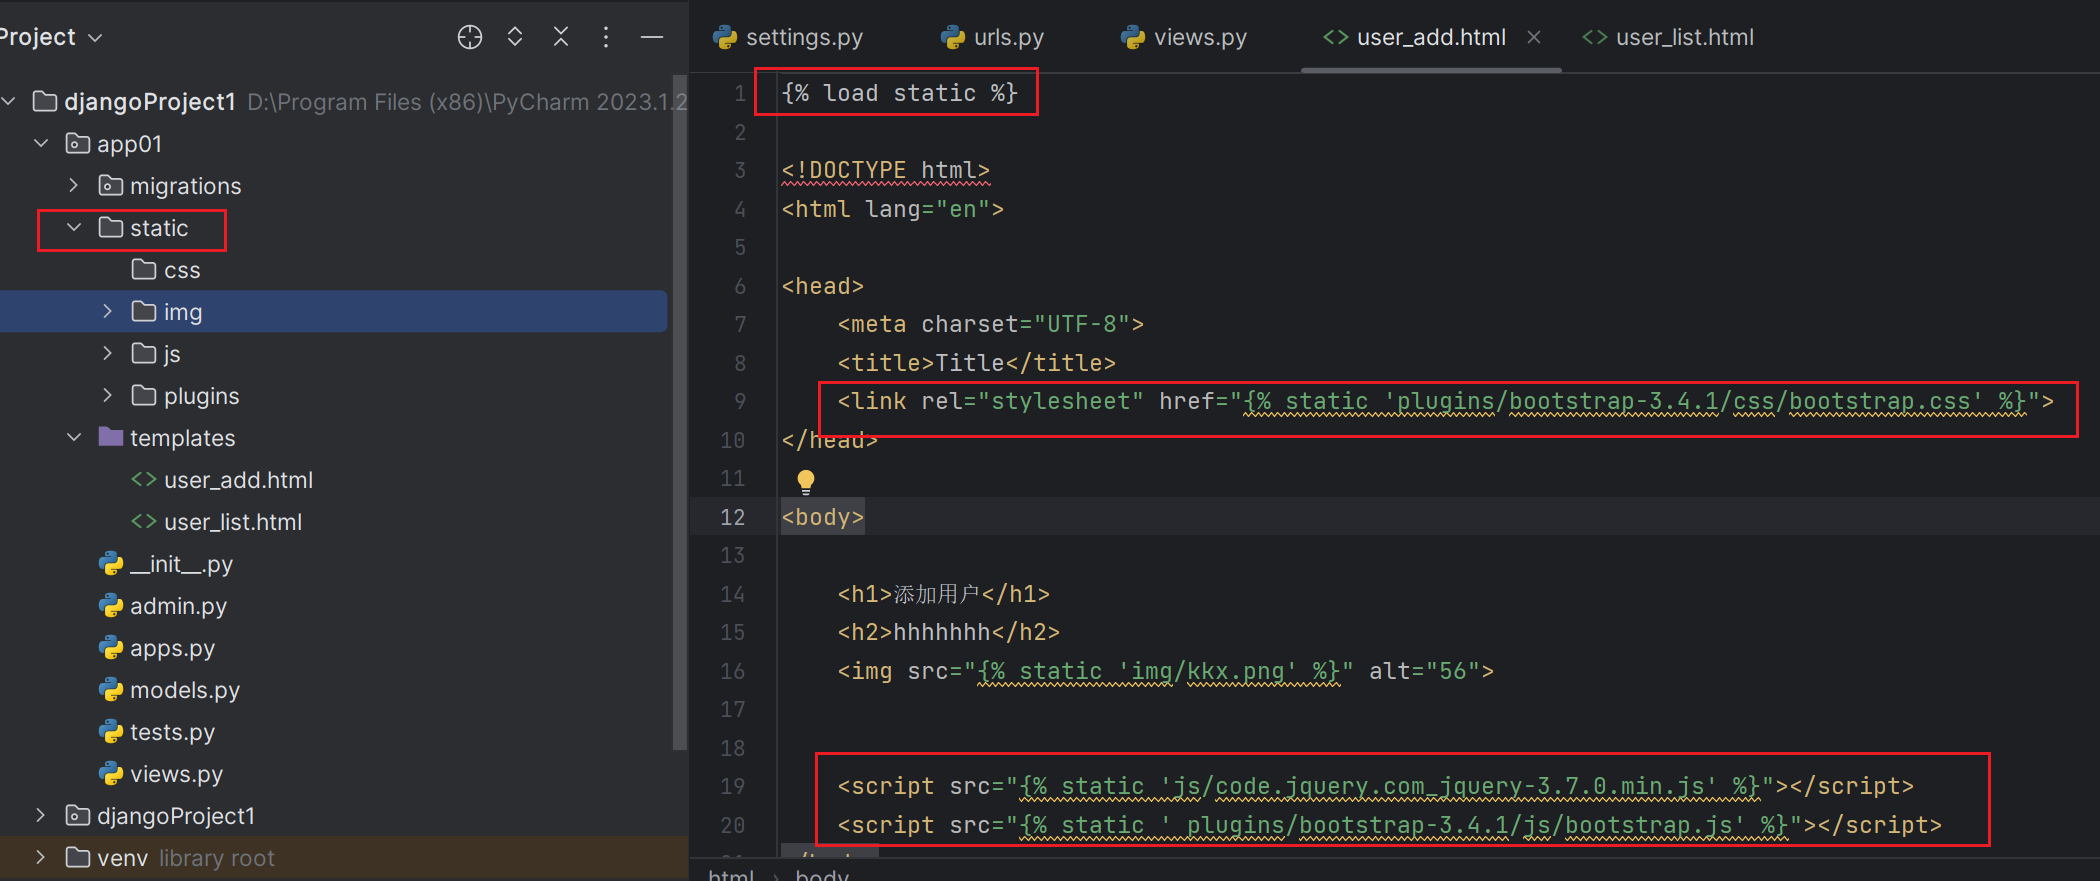 Project
djangoProject1 D:\Program Files (x86)\PyCharm 2023.1.2
app01
migrations
static
css
img
js
plugins
templates
user_add.html
user_list.html
__init__.py
admin.py
apps.py
models.py
tests.py
views.py
djangoProject1
venv library root
settings.py urls.py views.py user_add.html user_list.html
1 {% load static %}
2
3 <!DOCTYPE html>
4 <html lang="en">
5
6 <head>
7 <meta charset="UTF-8">
8 <title>Title</title>
9 <link rel="stylesheet" href="{% static 'plugins/bootstrap-3.4.1/css/bootstrap.css' %}">
10 </head>
11
12 <body>
13
14 <h1>添加用户</h1>
15 <h2>hhhhhhh</h2>
16 <img src="{% static 'img/kkx.png' %}" alt="56">
17
18
19 <script src="{% static 'js/code.jquery.com_jquery-3.7.0.min.js' %}"></script>
20 <script src="{% static ' plugins/bootstrap-3.4.1/js/bootstrap.js' %}"></script>
html › body